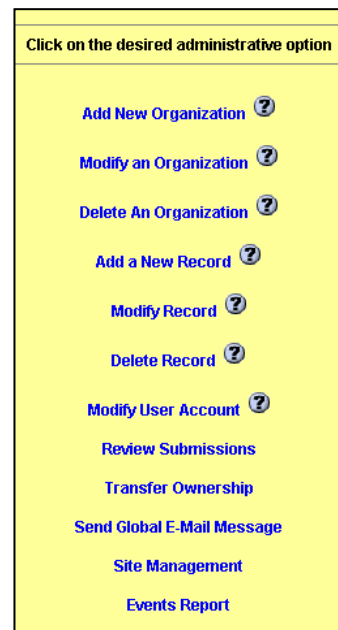 Click on the desired administrative option
Add New Organization ?
Modify an Organization ?
Delete An Organization ?
Add a New Record ?
Modify Record ?
Delete Record ?
Modify User Account ?
Review Submissions
Transfer Ownership
Send Global E-Mail Message
Site Management
Events Report